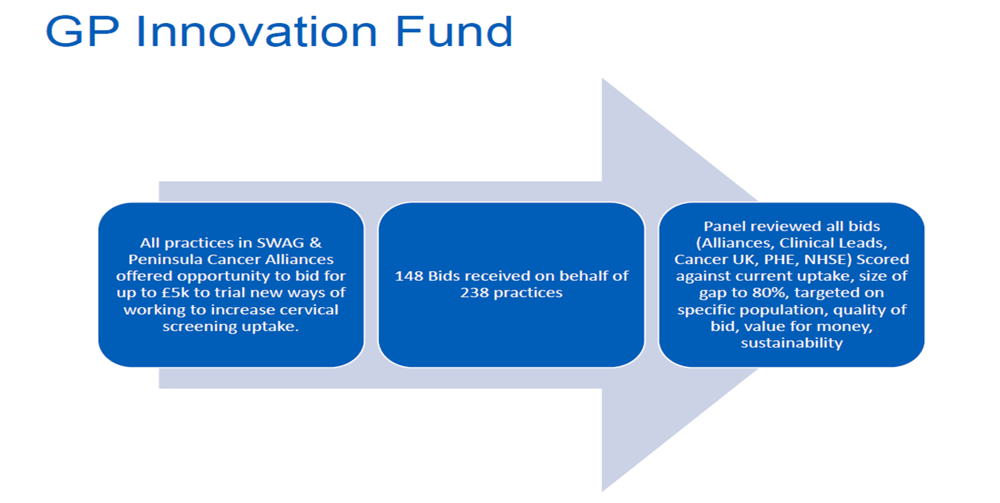 GP Innovation Fund
All practices in SWAG &
Peninsula Cancer Alliances
offered opportunity to bid for
up to £5k to trial new ways of
working to increase cervical
screening uptake.
148 Bids received on behalf of
238 practices
Panel reviewed all bids
(Alliances, Clinical Leads,
Cancer UK, PHE, NHSE) Scored
against current uptake, size of
gap to 80%, targeted on
specific population, quality of
bid, value for money,
sustainability